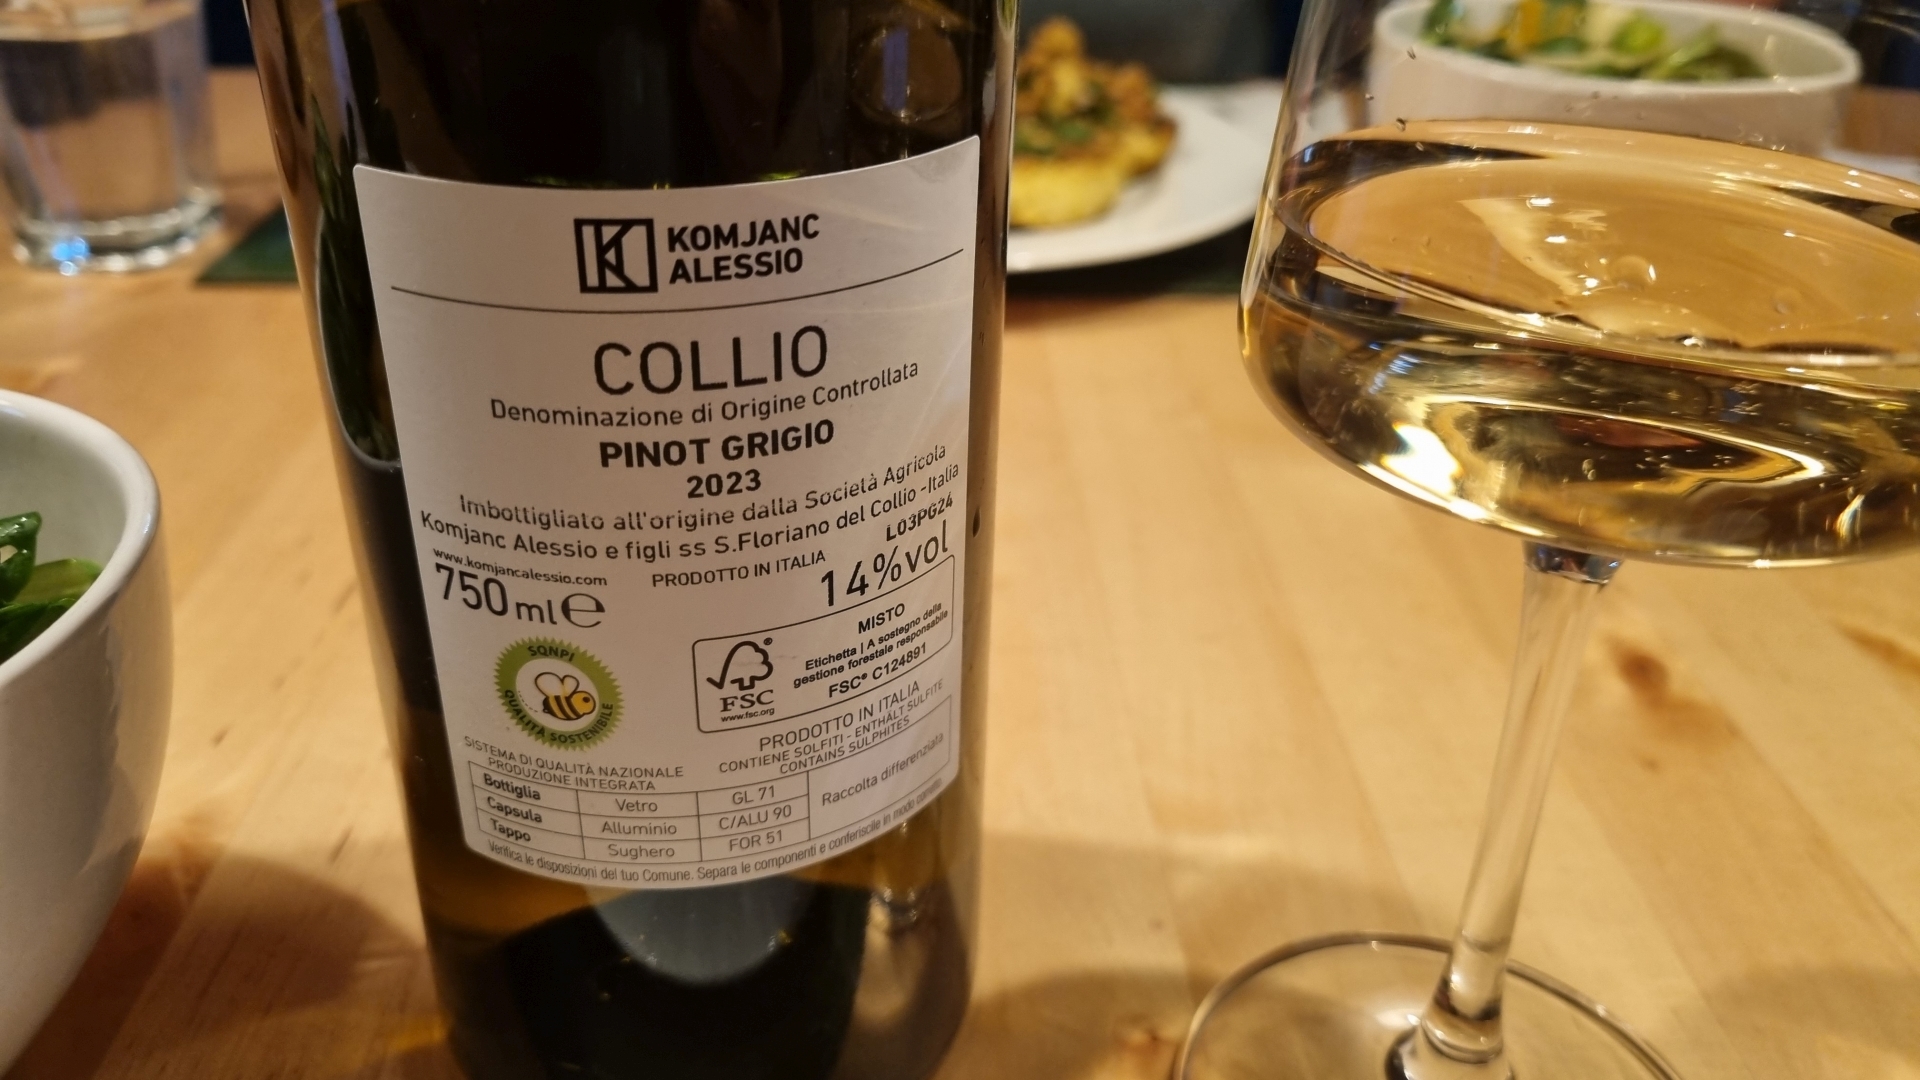 KOMJANC
ALESSIO
COLLIO
Denominazione di Origine Controllata
PINOT GRIGIO
2023
Imbottigliato all'origine dalla Società Agricola
Komjanc Alessio e figli ss S.Floriano del Collio -Italia
www.komjancalessio.com
PRODOTTO IN ITALIA
L03PG24
750 ml e
14%vol
SQNPI
QUALITÀ SOSTENIBILE
SISTEMA DI QUALITÀ NAZIONALE
PRODUZIONE INTEGRATA
FSC®
www.fsc.org
MISTO
Etichetta | A sostegno della
gestione forestale responsabile
FSC® C124891
PRODOTTO IN ITALIA
CONTIENE SOLFITI - ENTHÄLT SULFITE
CONTAINS SULPHITES
Bottiglia Vetro GL 71
Capsula Alluminio C/ALU 90
Tappo Sughero FOR 51
Raccolta differenziata
Verifica le disposizioni del tuo Comune. Separa le componenti e conferiscile in modo corretto.